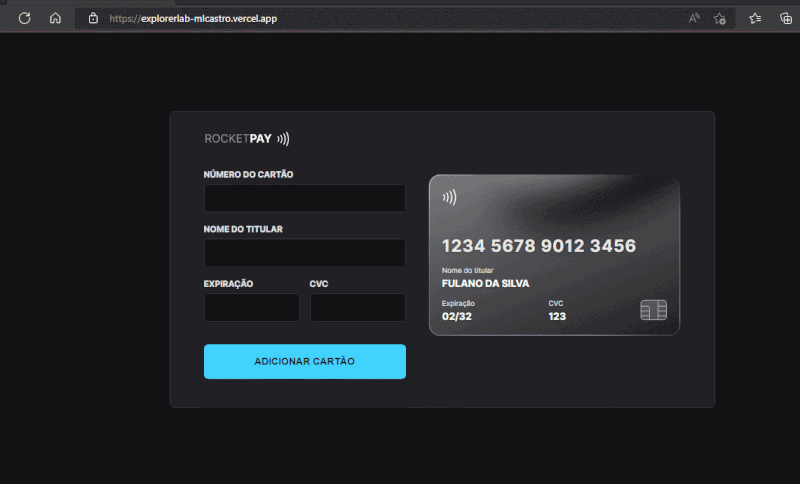 https://explorerlab-mlcastro.vercel.app
ROCKETPAY
NÚMERO DO CARTÃO
NOME DO TITULAR
EXPIRAÇÃO CVC
ADICIONAR CARTÃO
1234 5678 9012 3456
Nome do titular
FULANO DA SILVA
Expiração CVC
02/32 123